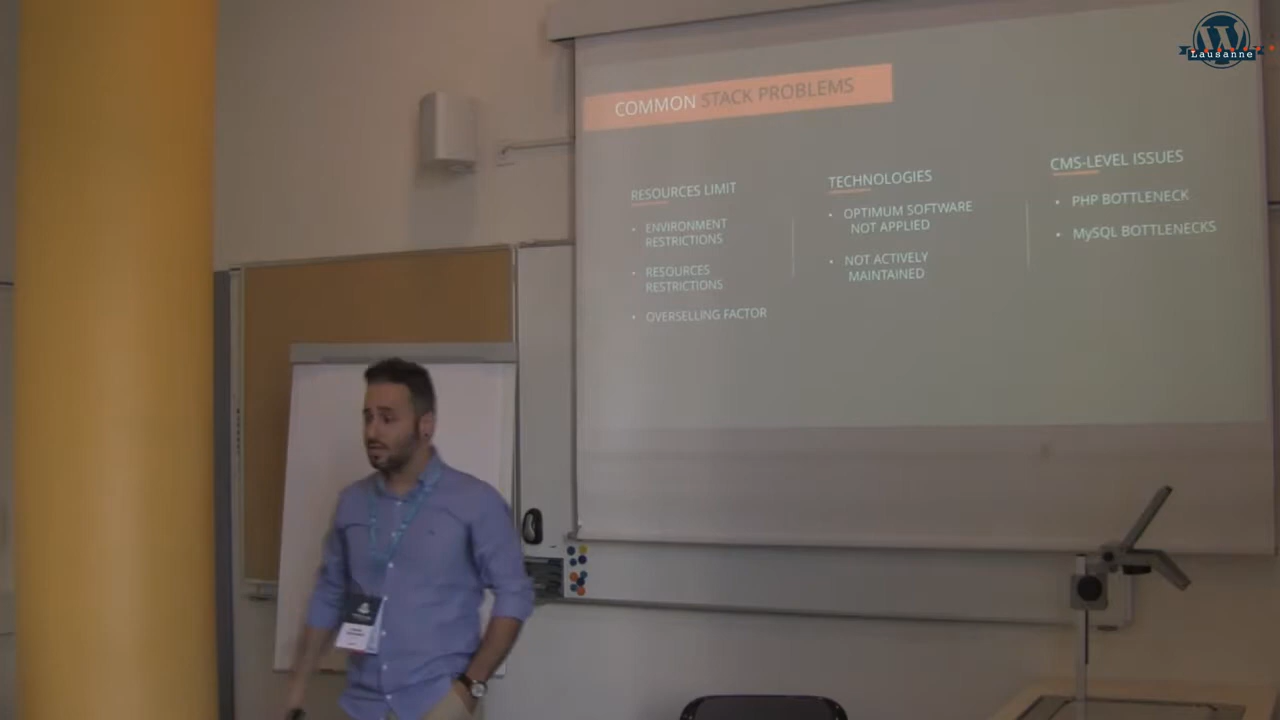 COMMON STACK PROBLEMS
RESOURCES LIMIT
• ENVIRONMENT
RESTRICTIONS
• RESOURCES
RESTRICTIONS
• OVERSELLING FACTOR
TECHNOLOGIES
• OPTIMUM SOFTWARE
NOT APPLIED
• NOT ACTIVELY
MAINTAINED
CMS-LEVEL ISSUES
• PHP BOTTLENECK
• MySQL BOTTLENECKS
W
Lausanne